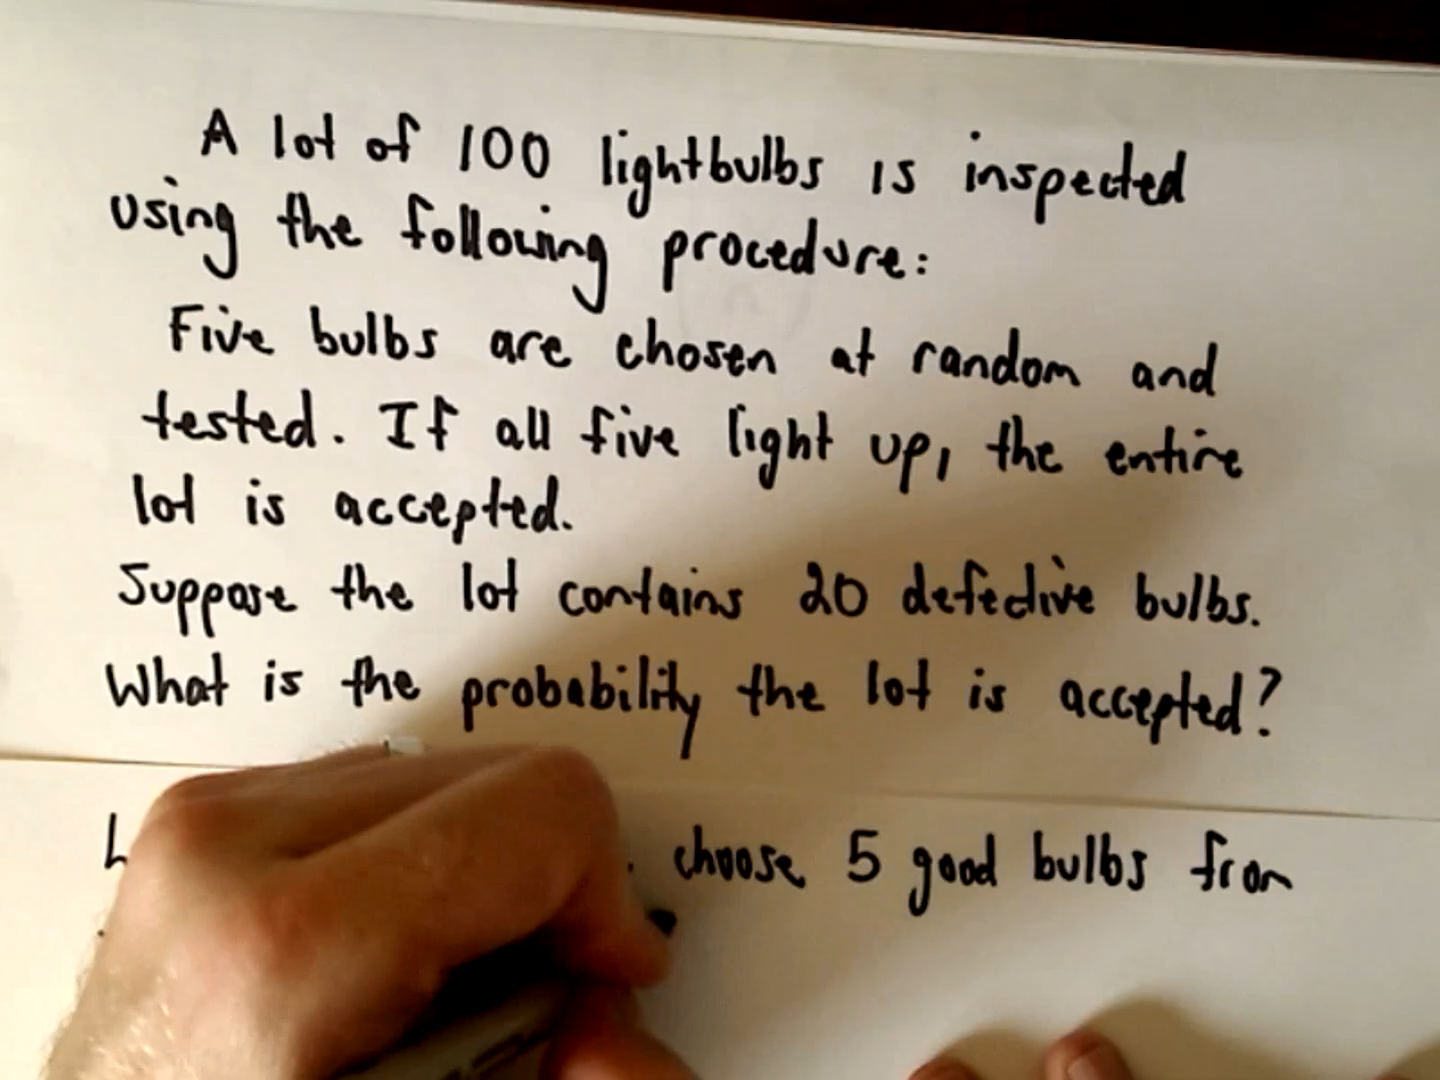 A lot of 100 lightbulbs is inspected
using the following procedure:
Five bulbs are chosen at random and
tested. If all five light up, the entire
lot is accepted.
Suppose the lot contains 20 defective bulbs.
What is the probability the lot is accepted?
choose 5 good bulbs from